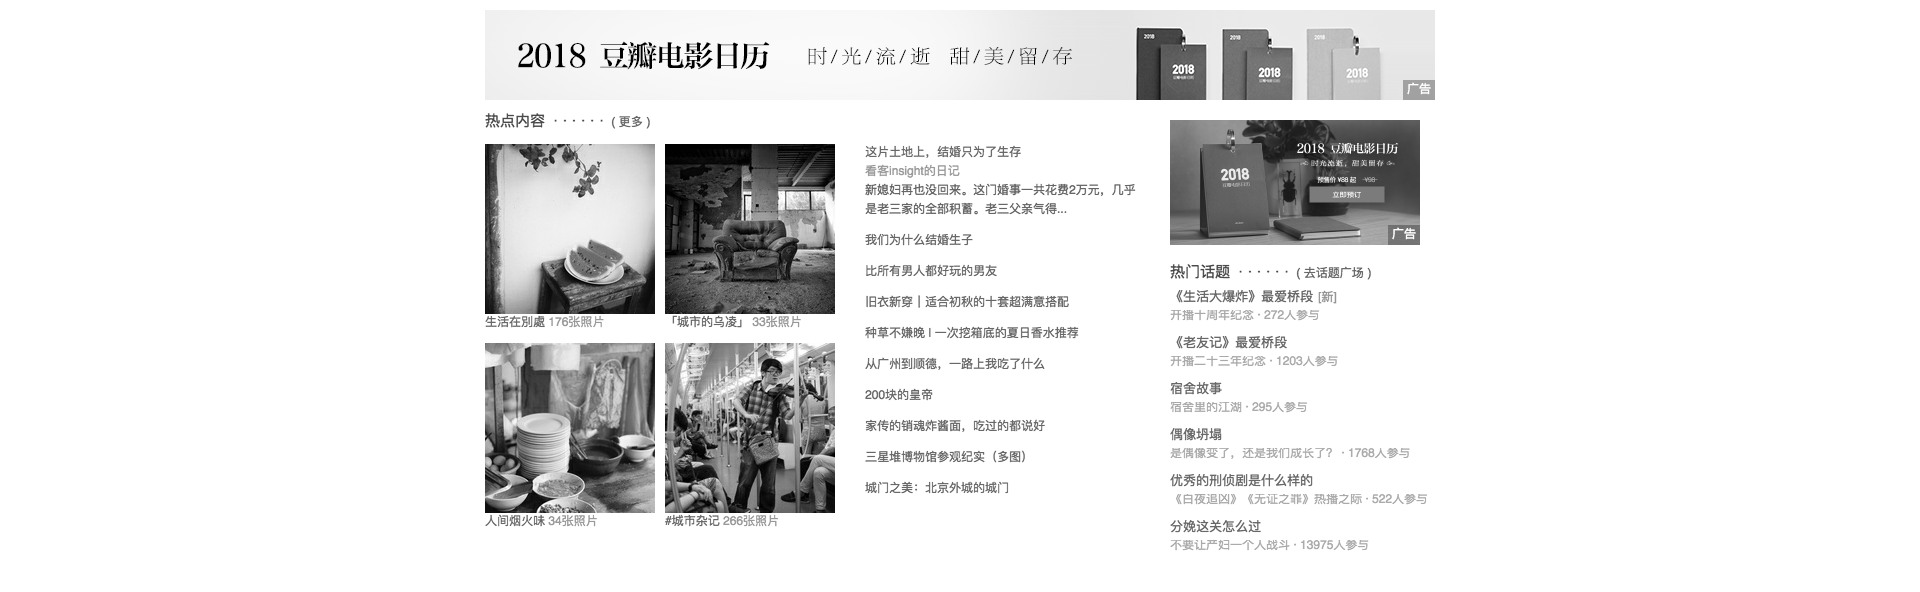 2018 豆瓣电影日历 时/光/流/逝 甜/美/留/存
2018
2018
2018
2018
2018
2018
广告
热点内容 · · · · · · ( 更多 )
生活在別處 176张照片
「城市的乌凌」 33张照片
人间烟火味 34张照片
#城市杂记 266张照片
这片土地上，结婚只为了生存
看客insight的日记
新媳妇再也没回来。这门婚事一共花费2万元，几乎
是老三家的全部积蓄。老三父亲气得...
我们为什么结婚生子
比所有男人都好玩的男友
旧衣新穿丨适合初秋的十套超满意搭配
种草不嫌晚 l 一次挖箱底的夏日香水推荐
从广州到顺德，一路上我吃了什么
200块的皇帝
家传的销魂炸酱面，吃过的都说好
三星堆博物馆参观纪实（多图）
城门之美：北京外城的城门
2018 豆瓣电影日历
时光流逝，甜美留存
预售价 ¥88 起 ¥98
立即预订
2018
广告
热门话题 · · · · · · ( 去话题广场 )
《生活大爆炸》最爱桥段 [新]
开播十周年纪念 · 272人参与
《老友记》最爱桥段
开播二十三年纪念 · 1203人参与
宿舍故事
宿舍里的江湖 · 295人参与
偶像坍塌
是偶像变了，还是我们成长了？ · 1768人参与
优秀的刑侦剧是什么样的
《白夜追凶》《无证之罪》热播之际 · 522人参与
分娩这关怎么过
不要让产妇一个人战斗 · 13975人参与